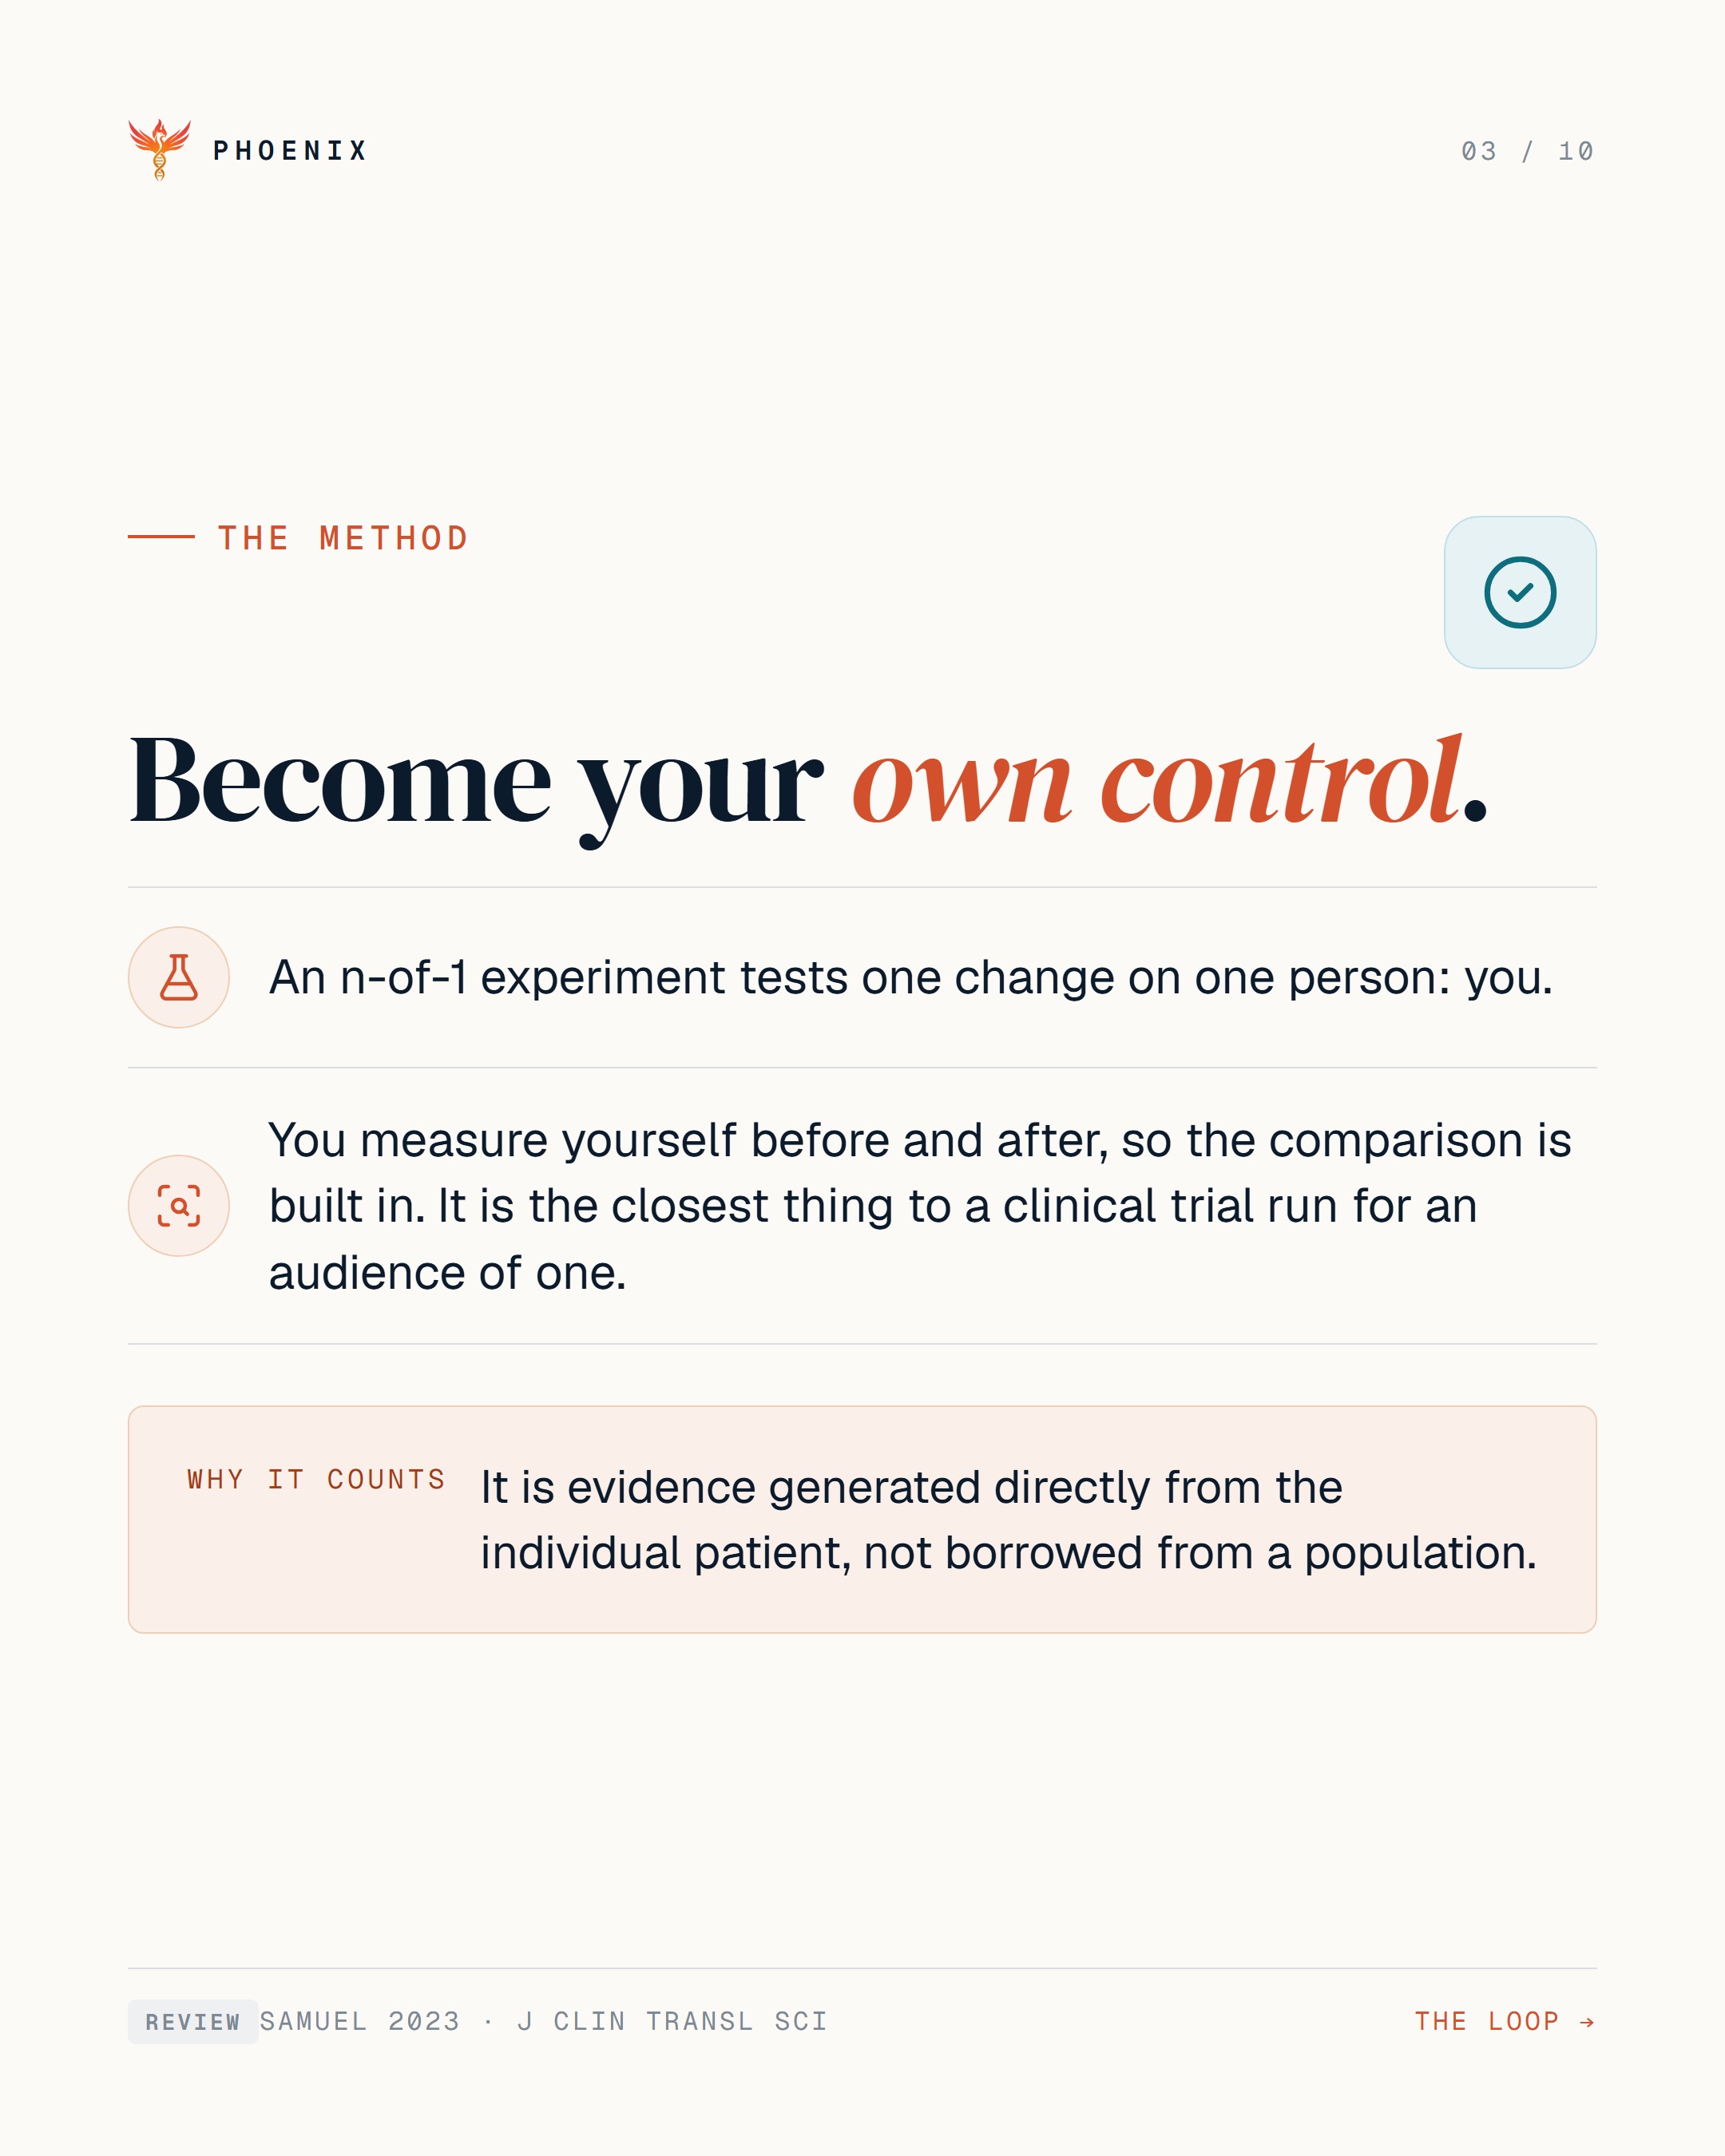 PHOENIX
03 / 10
THE METHOD
Become your own control.
An n-of-1 experiment tests one change on one person: you.
You measure yourself before and after, so the comparison is
built in. It is the closest thing to a clinical trial run for an
audience of one.
WHY IT COUNTS
It is evidence generated directly from the
individual patient, not borrowed from a population.
REVIEW SAMUEL 2023 · J CLIN TRANSL SCI
THE LOOP →